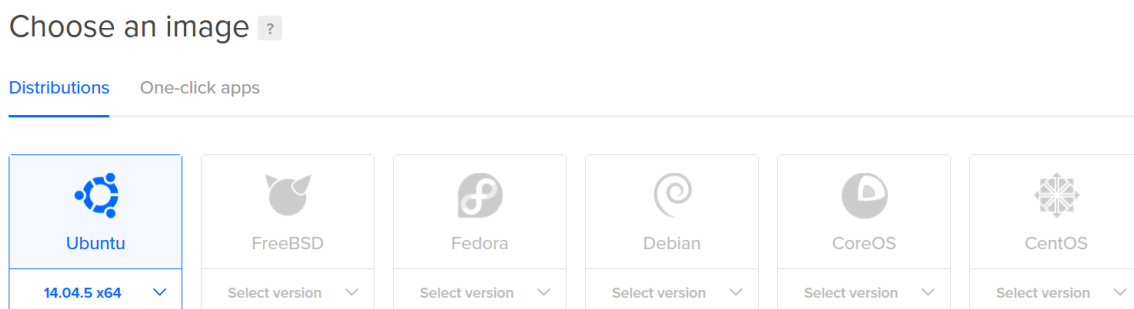 Choose an image ?
Distributions One-click apps
Ubuntu FreeBSD Fedora Debian CoreOS CentOS
14.04.5 x64 Select version Select version Select version Select version Select version